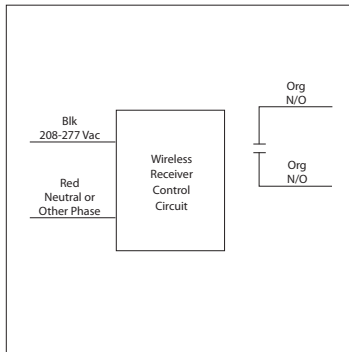 Blk
208-277 Vac
Red
Neutral or
Other Phase
Wireless
Receiver
Control
Circuit
Org
N/O
Org
N/O